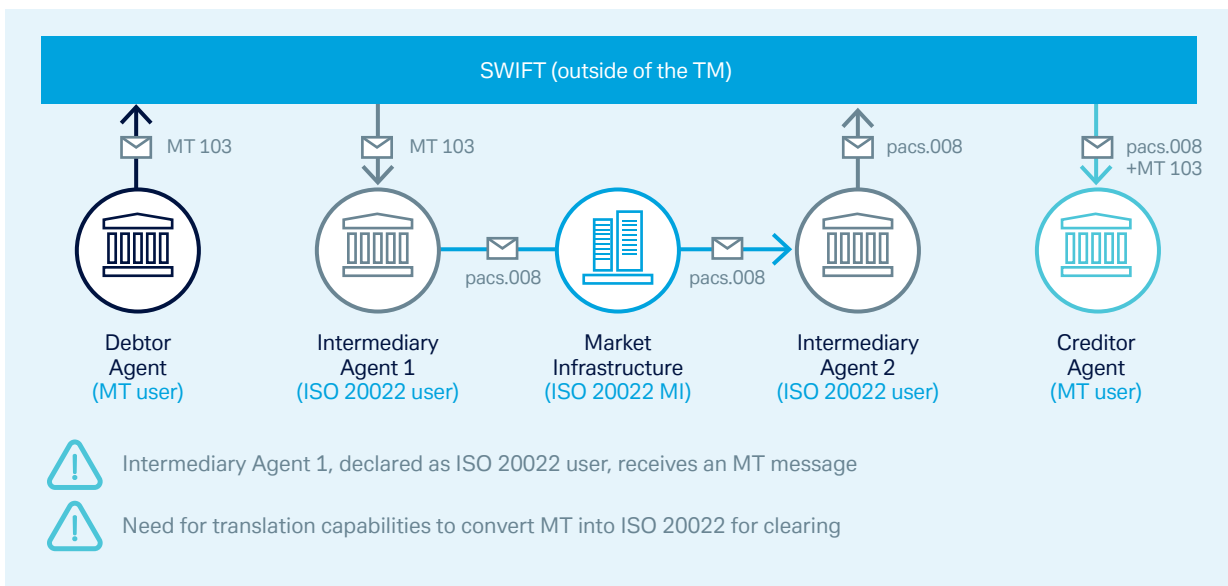 SWIFT (outside of the TM)
MT 103
MT 103
pacs.008
pacs.008
+MT 103
pacs.008
pacs.008
Debtor
Agent
(MT user)
Intermediary
Agent 1
(ISO 20022 user)
Market
Infrastructure
(ISO 20022 MI)
Intermediary
Agent 2
(ISO 20022 user)
Creditor
Agent
(MT user)
Intermediary Agent 1, declared as ISO 20022 user, receives an MT message
Need for translation capabilities to convert MT into ISO 20022 for clearing